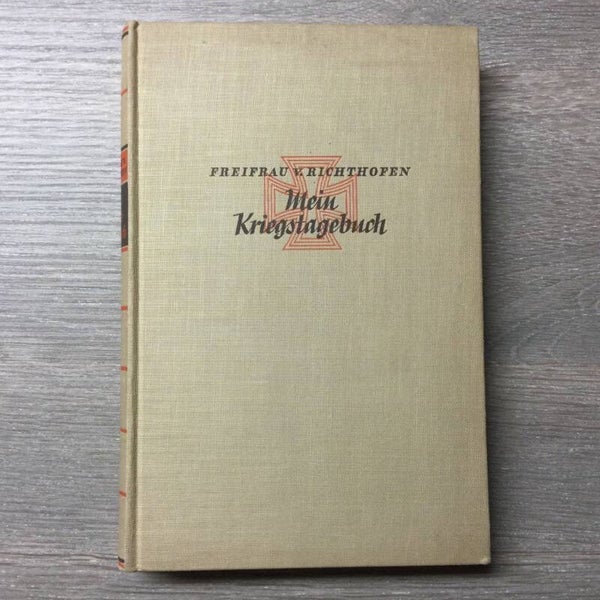 FREIFRAU v. RICHTHOFEN
Mein
Kriegstagebuch